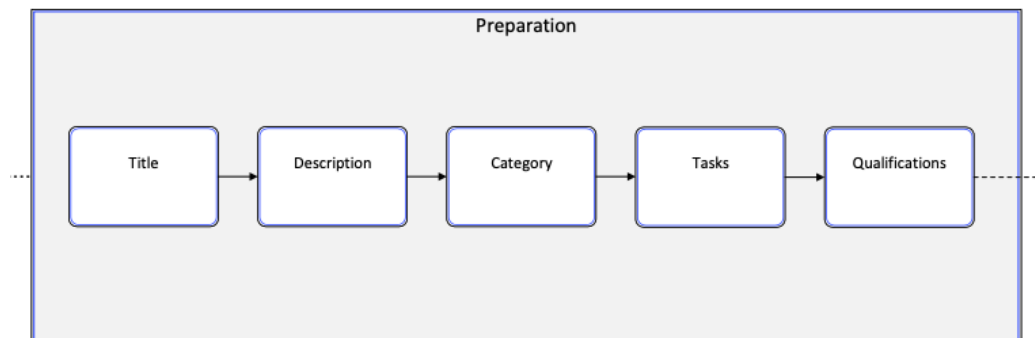 Preparation
Title
Description
Category
Tasks
Qualifications